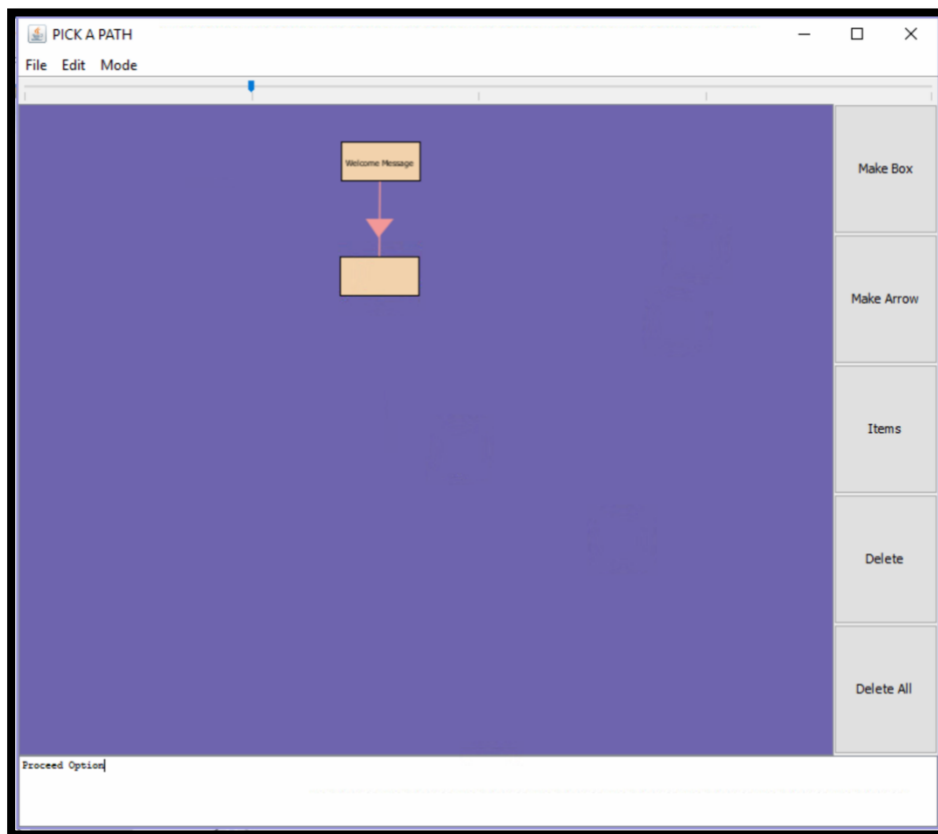 PICK A PATH
File Edit Mode
Welcome Message
Make Box
Make Arrow
Items
Delete
Delete All
Proceed Option